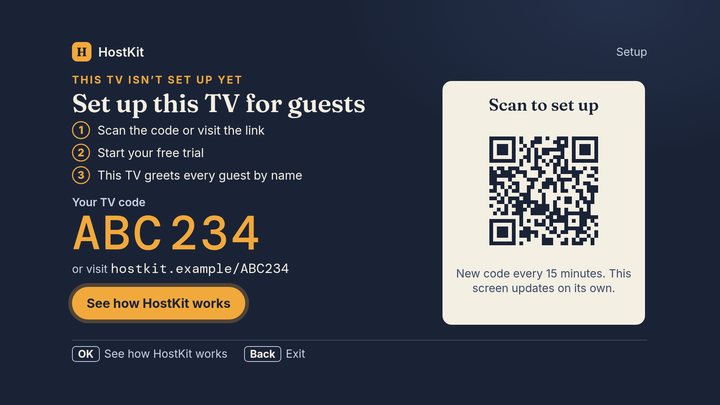 H HostKit
Setup
THIS TV ISN'T SET UP YET
Set up this TV for guests
1 Scan the code or visit the link
2 Start your free trial
3 This TV greets every guest by name
Your TV code
ABC 234
or visit hostkit.example/ABC234
See how HostKit works
Scan to set up
New code every 15 minutes. This
screen updates on its own.
OK See how HostKit works Back Exit